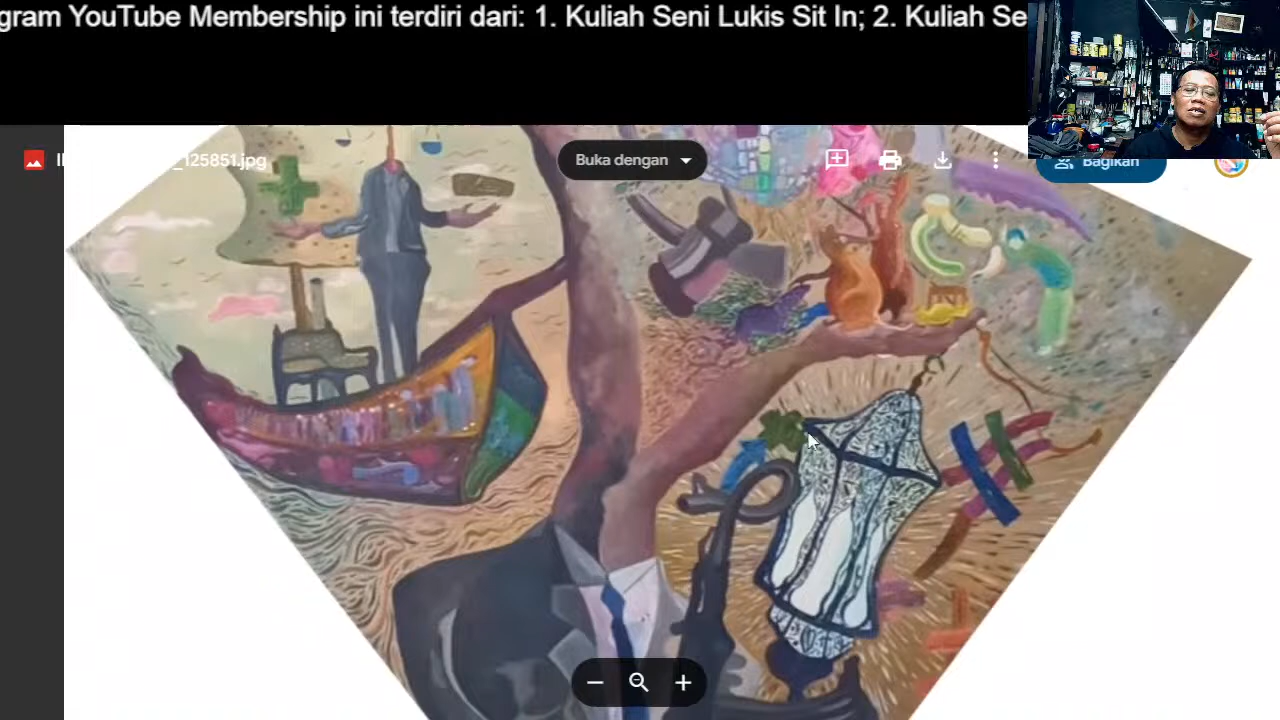 gram YouTube Membership ini terdiri dari: 1. Kuliah Seni Lukis Sit In; 2. Kuliah Se
_125851.jpg
Buka dengan
Bagikan